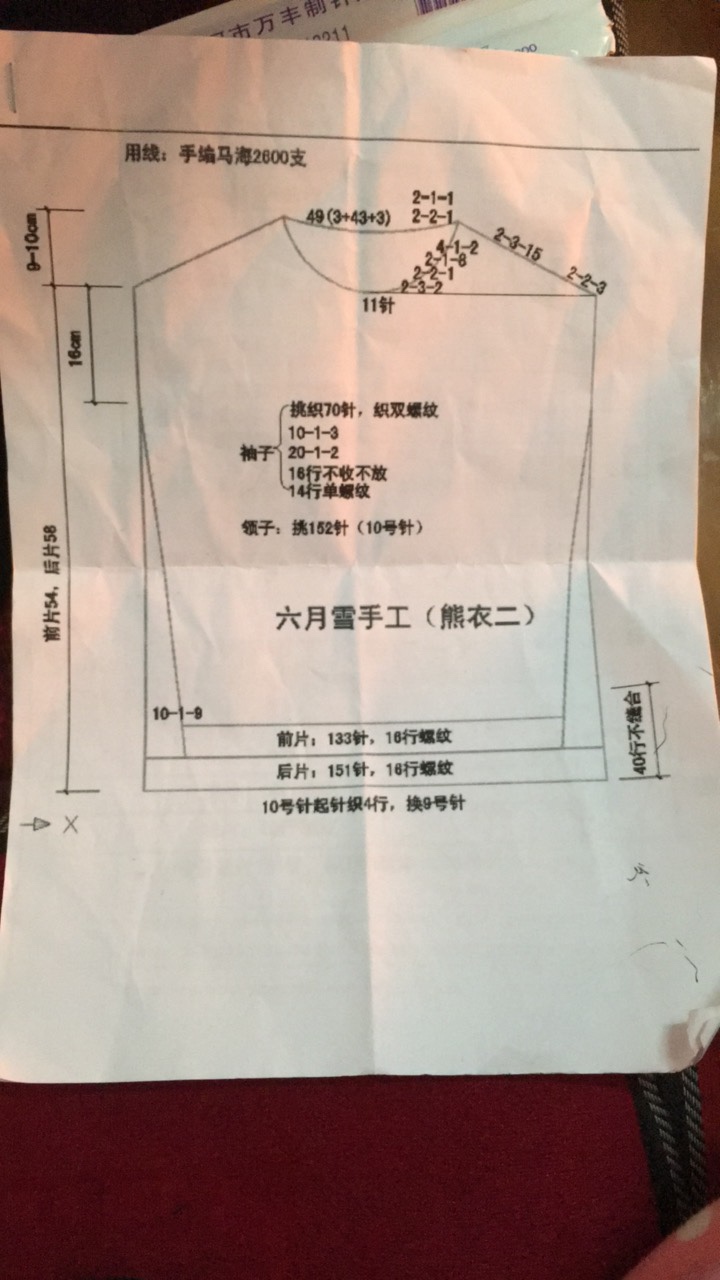 市万丰制
用线：手编马海2600支
2-1-1
49(3+43+3) 2-2-1
4-1-2
2-1-8
2-2-1
2-3-2
2-3-15
2-2-3
11针
9-10cm
16cm
前片54，后片58
袖子
挑织70针，织双螺纹
10-1-3
20-1-2
16行不收不放
14行单螺纹
领子：挑152针（10号针）
六月雪手工（熊衣二）
10-1-9
前片：133针，16行螺纹
后片：151针，16行螺纹
40行不缝合
10号针起针织4行，换9号针